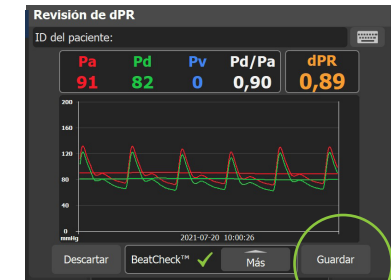 Revisión de dPR
ID del paciente:
Pa Pd Pv Pd/Pa dPR
91 82 0 0,90 0,89
200
160
120
80
40
0
mmHg 2021-07-20 10:00:26
Descartar BeatCheck™ Más Guardar